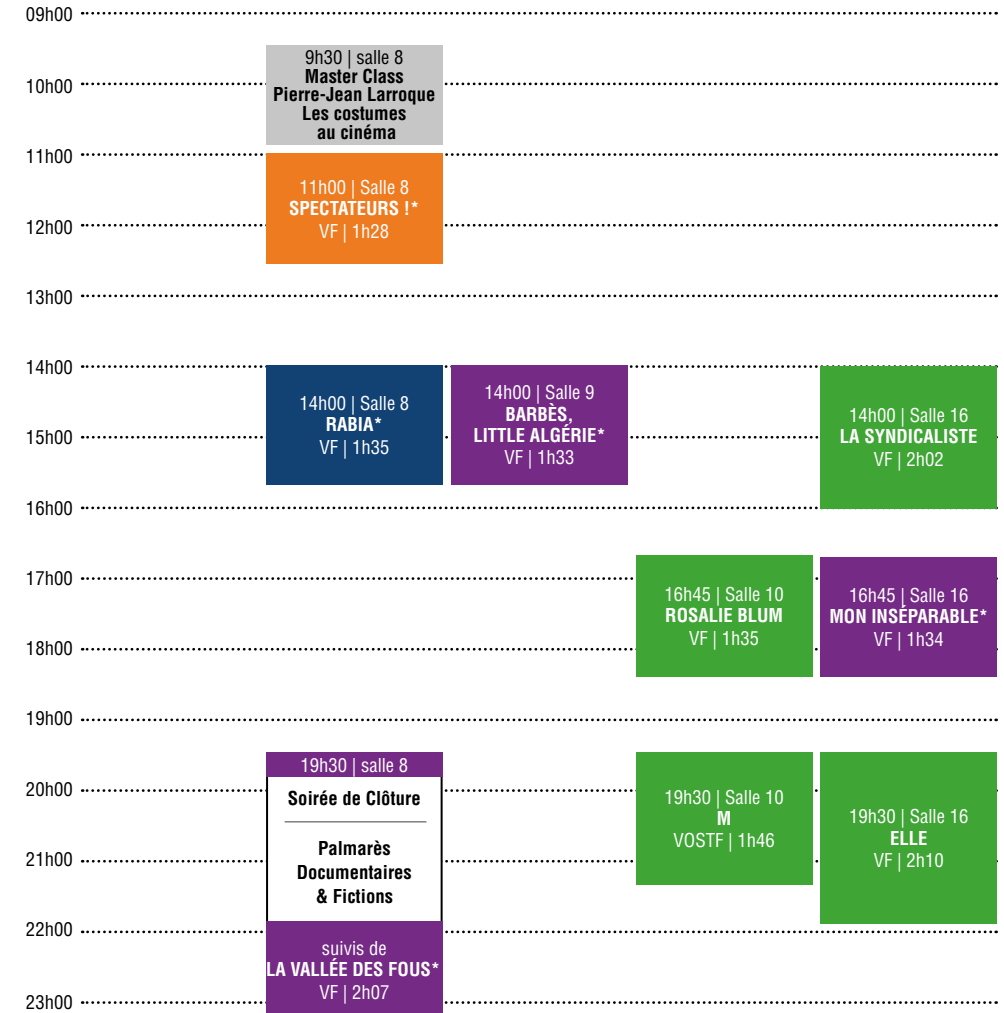 09h00
9h30 | salle 8
Master Class
Pierre-Jean Larroque
Les costumes
au cinéma
10h00
11h00
11h00 | Salle 8
SPECTATEURS !*
VF | 1h28
12h00
13h00
14h00
14h00 | Salle 8
RABIA*
VF | 1h35
14h00 | Salle 9
BARBÈS,
LITTLE ALGÉRIE*
VF | 1h33
14h00 | Salle 16
LA SYNDICALISTE
VF | 2h02
15h00
16h00
16h45 | Salle 10
ROSALIE BLUM
VF | 1h35
16h45 | Salle 16
MON INSÉPARABLE*
VF | 1h34
17h00
18h00
19h00
19h30 | salle 8
Soirée de Clôture
Palmarès
Documentaires
& Fictions
suivis de
LA VALLÉE DES FOUS*
VF | 2h07
19h30 | Salle 10
M
VOSTF | 1h46
19h30 | Salle 16
ELLE
VF | 2h10
20h00
21h00
22h00
23h00